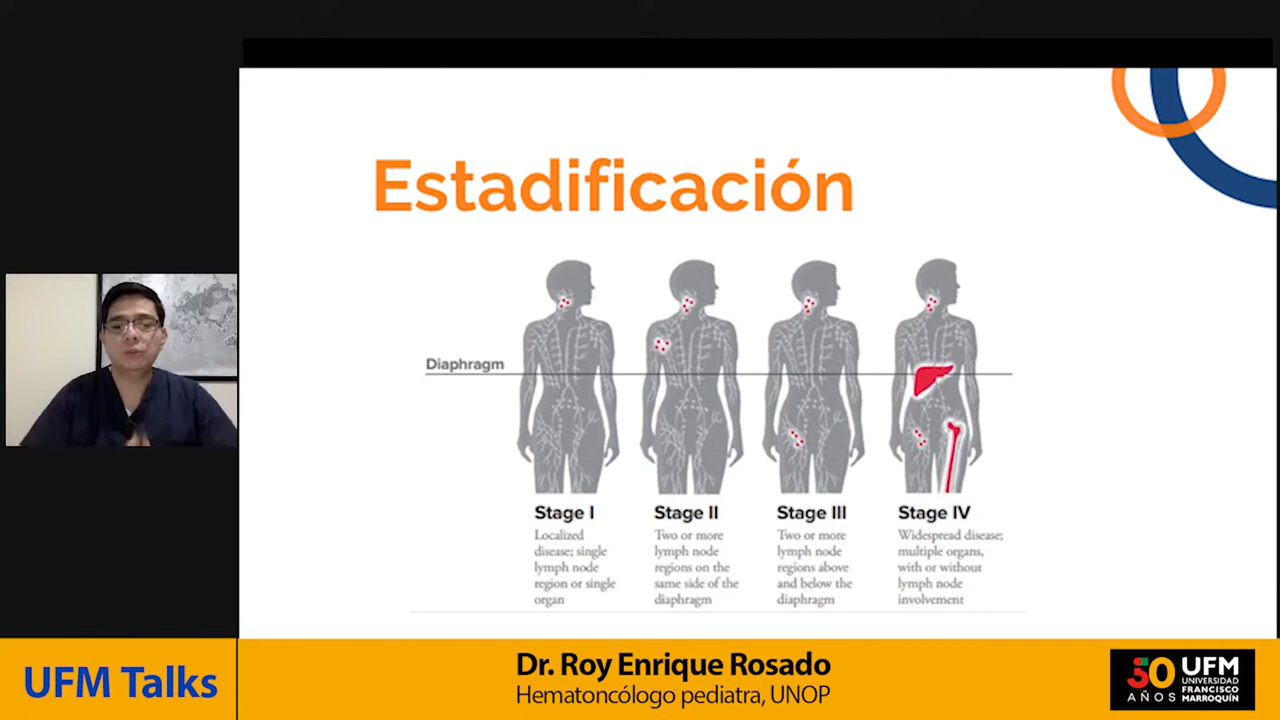 Estadificación
Diaphragm
Stage I
Localized
disease; single
lymph node
region or single
organ
Stage II
Two or more
lymph node
regions on the
same side of the
diaphragm
Stage III
Two or more
lymph node
regions above
and below the
diaphragm
Stage IV
Widespread disease;
multiple organs,
with or without
lymph node
involvement
UFM Talks
Dr. Roy Enrique Rosado
Hematoncólogo pediatra, UNOP
50
AÑOS
UFM
UNIVERSIDAD
FRANCISCO
MARROQUÍN